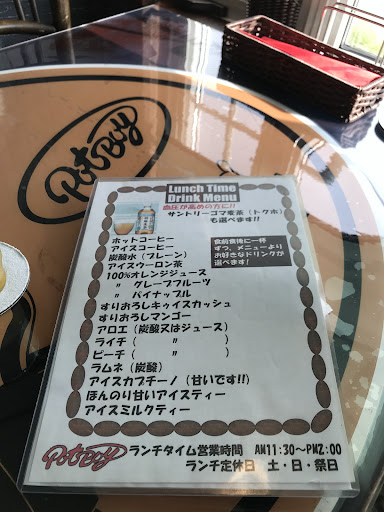 Pots Boy
Lunch Time
Drink Menu
血圧が高めの方に!!
サントリーゴマ麦茶(トクホ)
も選べます!!
ホットコーヒー
アイスコーヒー
炭酸水(プレーン)
アイスウーロン茶
100%オレンジジュース
〃 グレープフルーツ
〃 パイナップル
すりおろしキゥイスカッシュ
すりおろしマンゴー
アロエ(炭酸又はジュース)
ライチ( 〃 )
ピーチ( 〃 )
ラムネ(炭酸)
アイスカプチーノ(甘いです!!)
ほんのり甘いアイスティー
アイスミルクティー
食前食後に一杯
ずつ、メニューより
お好きなドリンクが
選べます!
Pots Boy ランチタイム営業時間 AM11:30~PM2:00
ランチ定休日 土・日・祭日